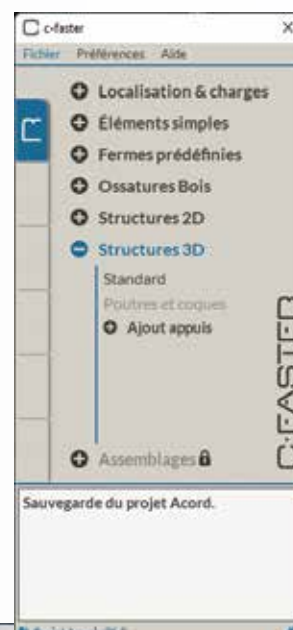 c-faster
Fichier Préférences Aide
Localisation & charges
Éléments simples
Fermes prédéfinies
Ossatures Bois
Structures 2D
Structures 3D
Standard
Poutres et coques
Ajout appuis
Assemblages
C·FASTER
Sauvegarde du projet Acord.